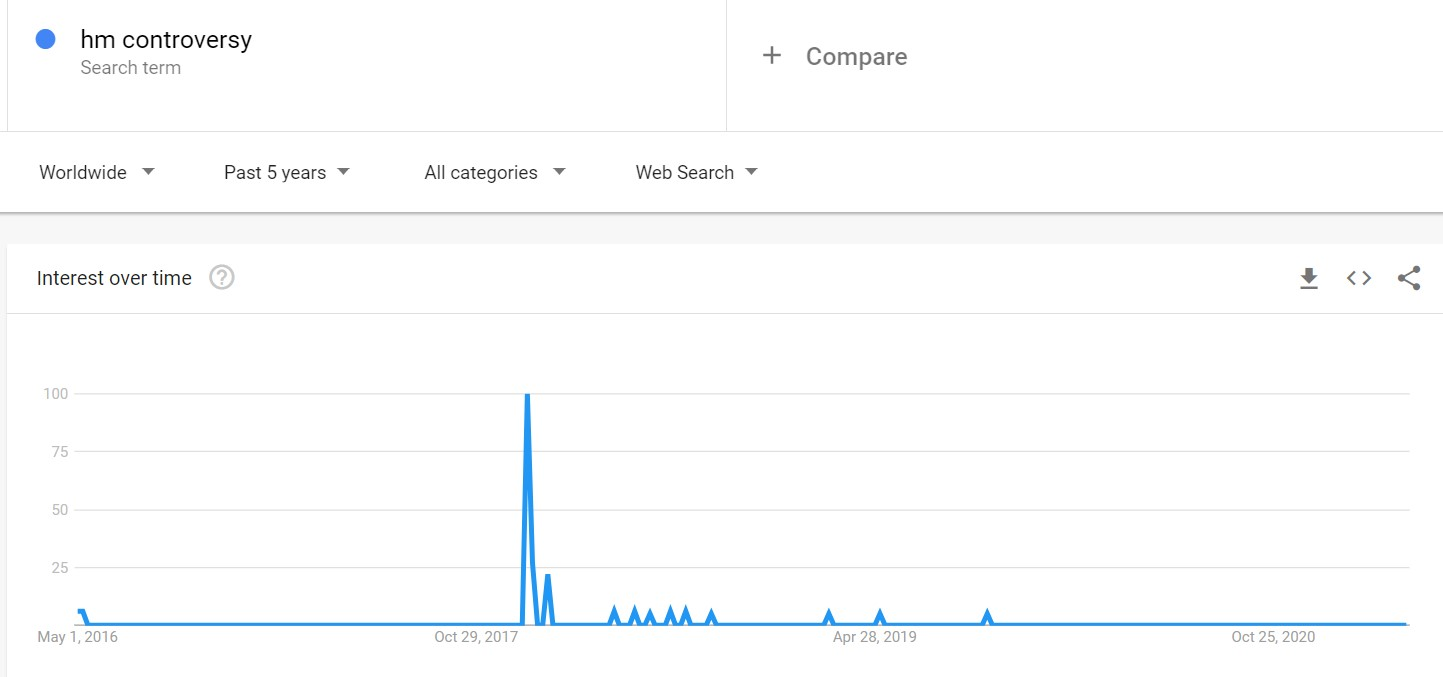 hm controversy
Search term
+ Compare
Worldwide
Past 5 years
All categories
Web Search
Interest over time ?
100
75
50
25
May 1, 2016
Oct 29, 2017
Apr 28, 2019
Oct 25, 2020